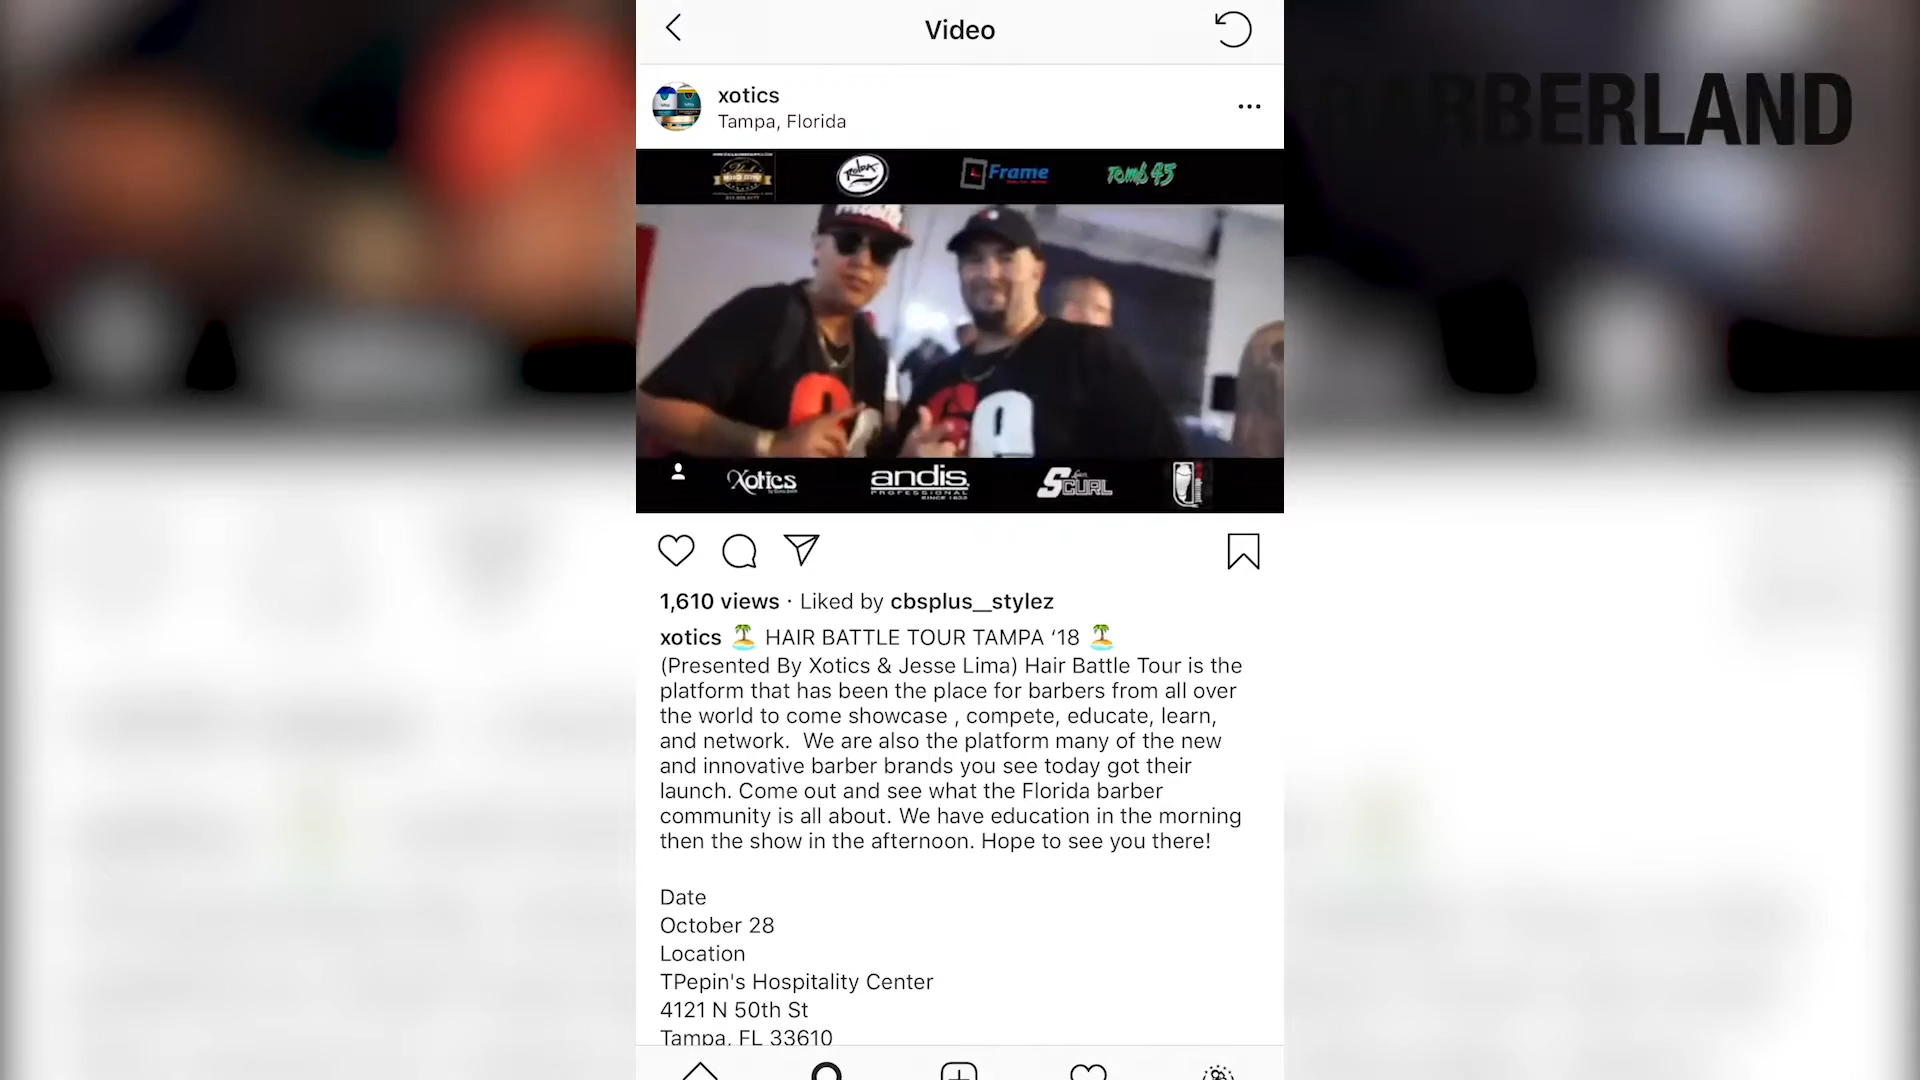 Video
BARBERLAND
xotics
Tampa, Florida
Frame
Tomb 45
Xotics
andis
PROFESSIONAL
SINCE 1922
SCURL
1,610 views · Liked by cbsplus__stylez
xotics 🏝 HAIR BATTLE TOUR TAMPA ‘18 🏝
(Presented By Xotics & Jesse Lima) Hair Battle Tour is the
platform that has been the place for barbers from all over
the world to come showcase , compete, educate, learn,
and network.  We are also the platform many of the new
and innovative barber brands you see today got their
launch. Come out and see what the Florida barber
community is all about. We have education in the morning
then the show in the afternoon. Hope to see you there!
Date
October 28
Location
TPepin's Hospitality Center
4121 N 50th St
Tampa, FL 33610